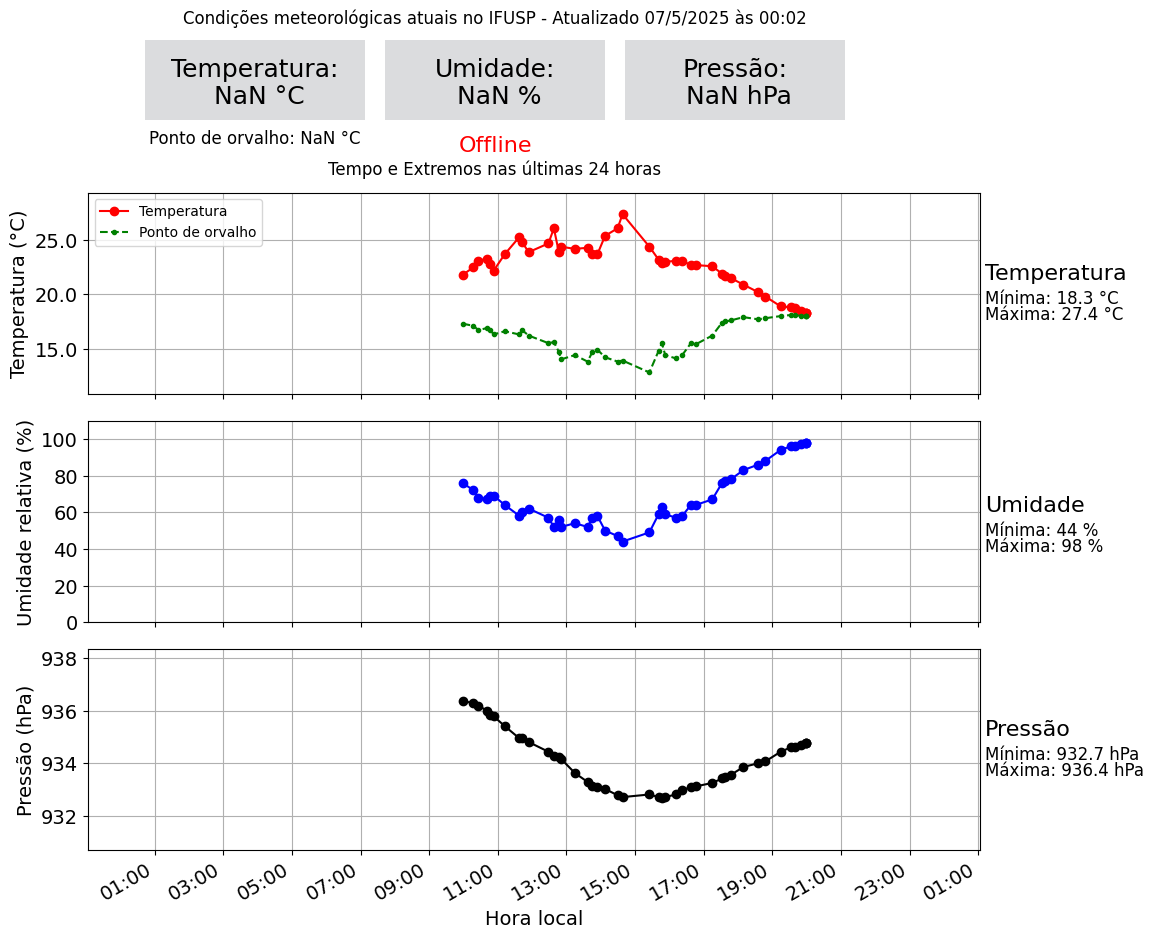 Condições meteorológicas atuais no IFUSP - Atualizado 07/5/2025 às 00:02
Temperatura:
NaN °C
Umidade:
NaN %
Pressão:
NaN hPa
Ponto de orvalho: NaN °C
Offline
Tempo e Extremos nas últimas 24 horas
Temperatura (°C)
25.0
20.0
15.0
Temperatura
Ponto de orvalho
Temperatura
Mínima: 18.3 °C
Máxima: 27.4 °C
Umidade relativa (%)
100
80
60
40
20
0
Umidade
Mínima: 44 %
Máxima: 98 %
Pressão (hPa)
938
936
934
932
Pressão
Mínima: 932.7 hPa
Máxima: 936.4 hPa
01:00 03:00 05:00 07:00 09:00 11:00 13:00 15:00 17:00 19:00 21:00 23:00 01:00
Hora local